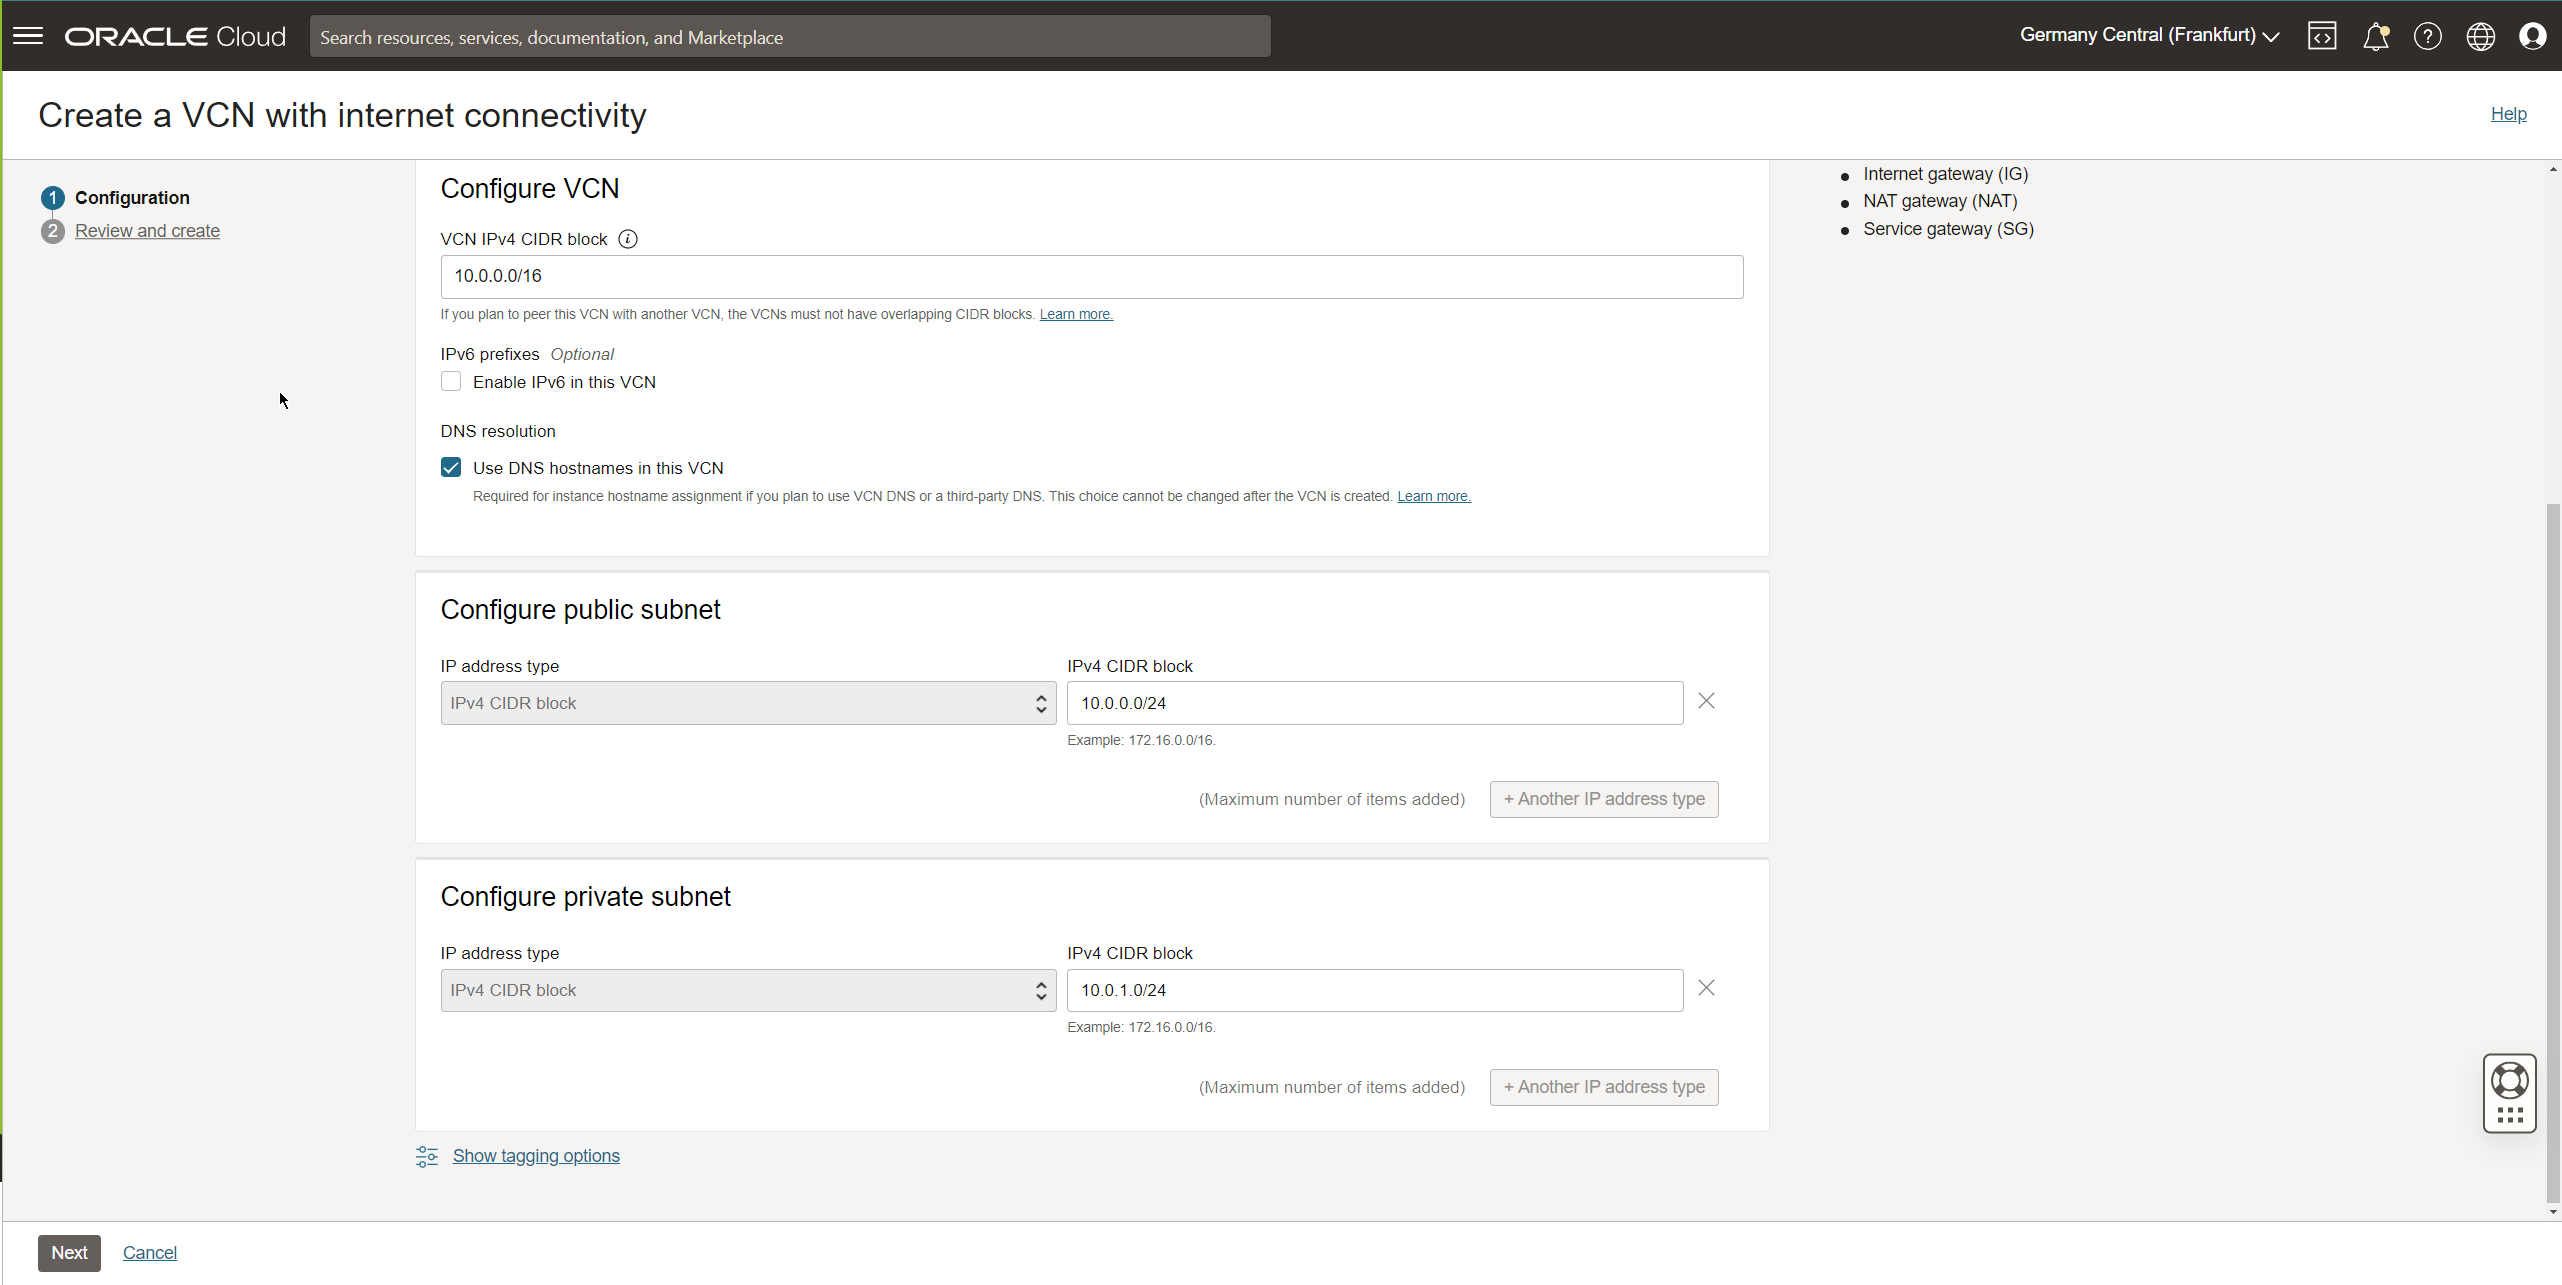 ORACLE Cloud
Search resources, services, documentation, and Marketplace
Germany Central (Frankfurt)
Create a VCN with internet connectivity
Help
1 Configuration
2 Review and create
Configure VCN
VCN IPv4 CIDR block
10.0.0.0/16
If you plan to peer this VCN with another VCN, the VCNs must not have overlapping CIDR blocks. Learn more.
IPv6 prefixes Optional
Enable IPv6 in this VCN
DNS resolution
Use DNS hostnames in this VCN
Required for instance hostname assignment if you plan to use VCN DNS or a third-party DNS. This choice cannot be changed after the VCN is created. Learn more.
Configure public subnet
IP address type
IPv4 CIDR block
IPv4 CIDR block
10.0.0.0/24
Example: 172.16.0.0/16.
(Maximum number of items added)
+ Another IP address type
Configure private subnet
IP address type
IPv4 CIDR block
IPv4 CIDR block
10.0.1.0/24
Example: 172.16.0.0/16.
(Maximum number of items added)
+ Another IP address type
Show tagging options
Internet gateway (IG)
NAT gateway (NAT)
Service gateway (SG)
Next
Cancel